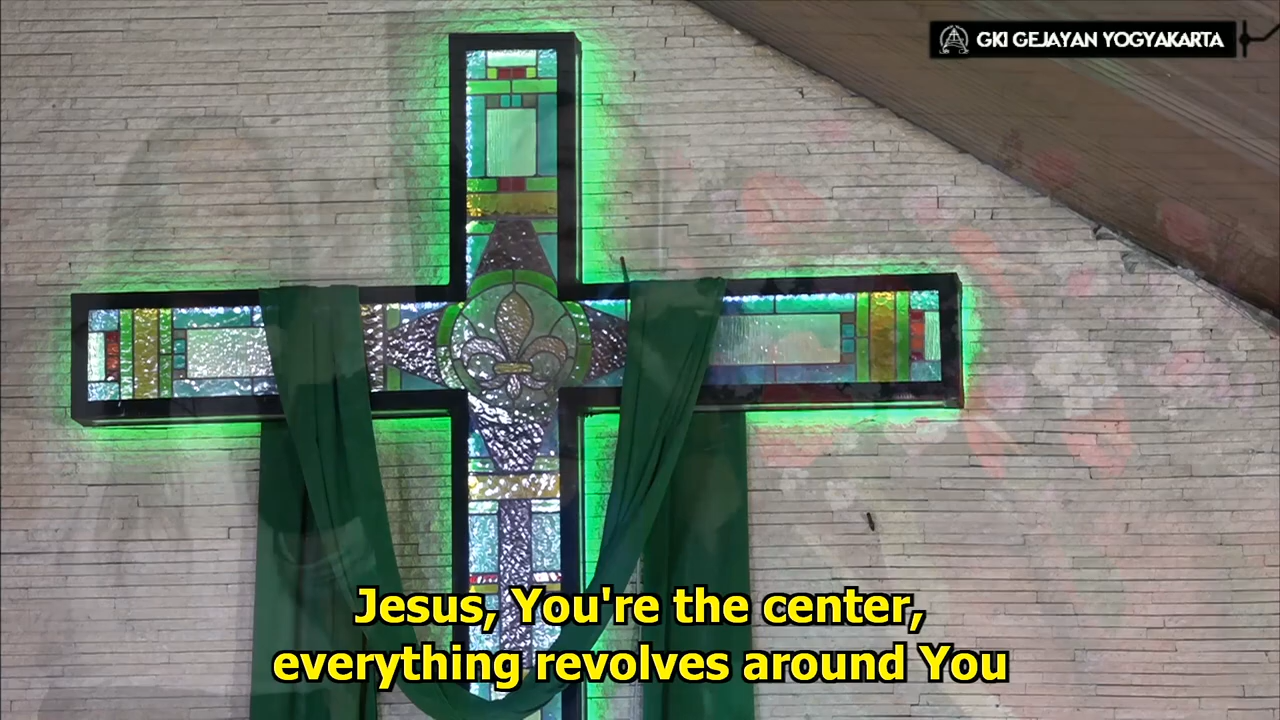 GKI GEJAYAN YOGYAKARTA
Jesus, You're the center,
everything revolves around You